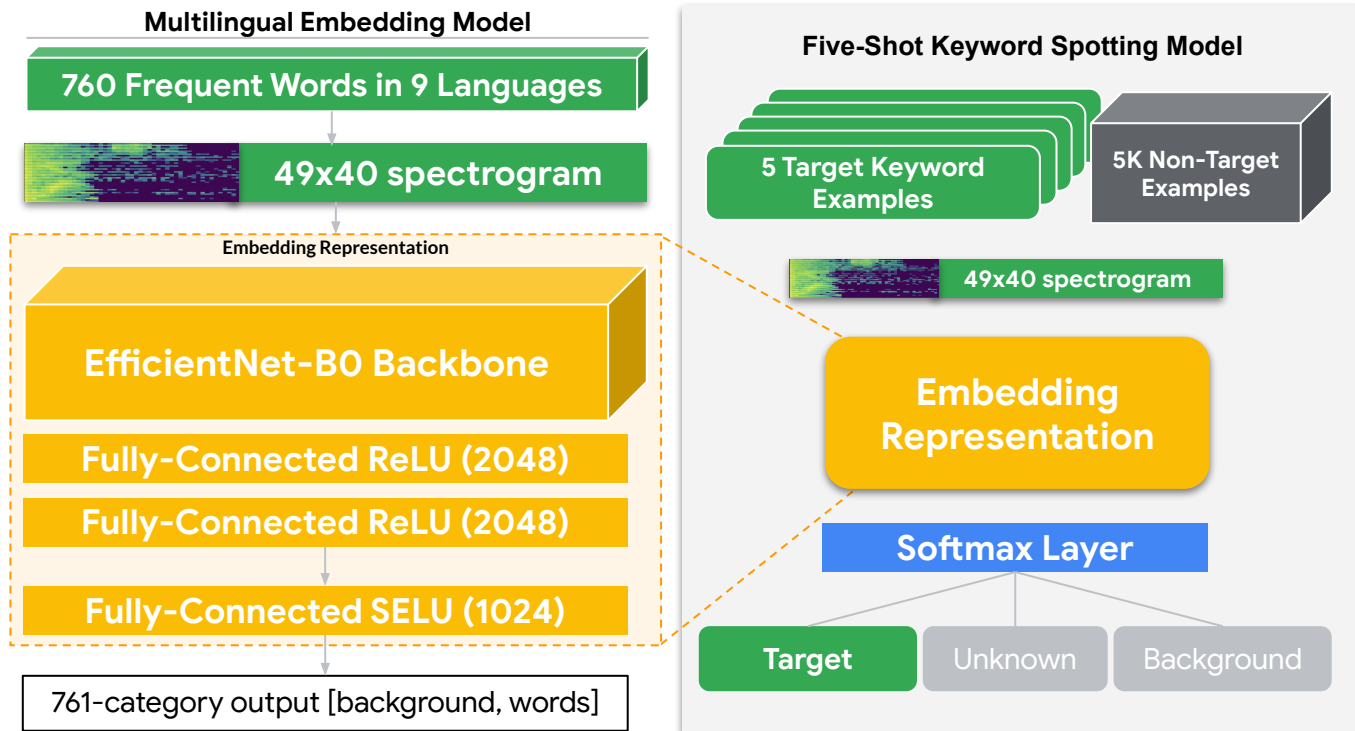 Multilingual Embedding Model
760 Frequent Words in 9 Languages
49x40 spectrogram
Embedding Representation
EfficientNet-B0 Backbone
Fully-Connected ReLU (2048)
Fully-Connected ReLU (2048)
Fully-Connected SELU (1024)
761-category output [background, words]
Five-Shot Keyword Spotting Model
5 Target Keyword
Examples
5K Non-Target
Examples
49x40 spectrogram
Embedding
Representation
Softmax Layer
Target
Unknown
Background